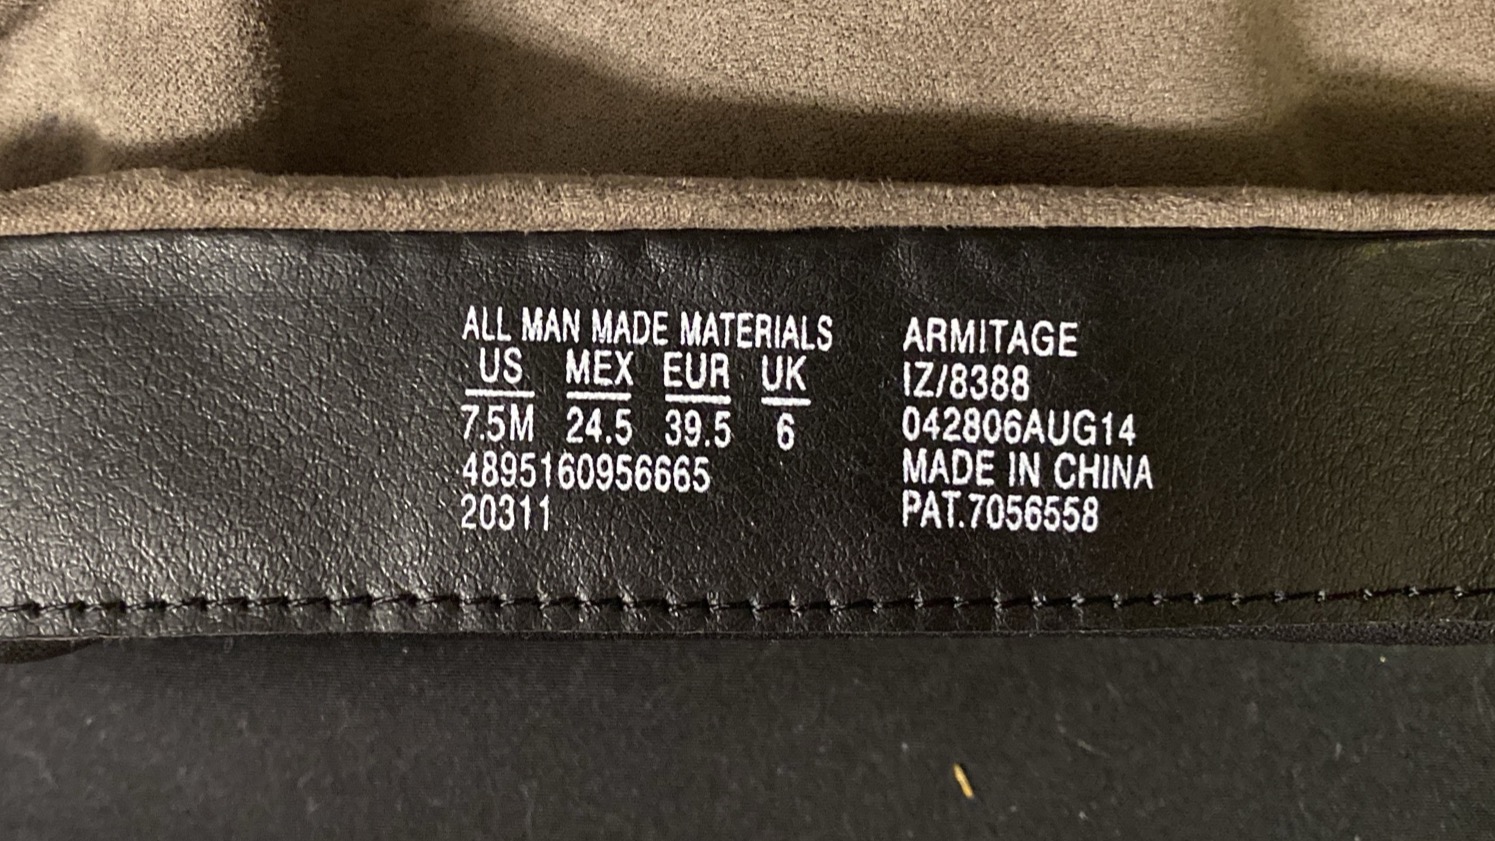 ALL MAN MADE MATERIALS
US MEX EUR UK
7.5M 24.5 39.5 6
4895160956665
20311
ARMITAGE
IZ/8388
042806AUG14
MADE IN CHINA
PAT.7056558